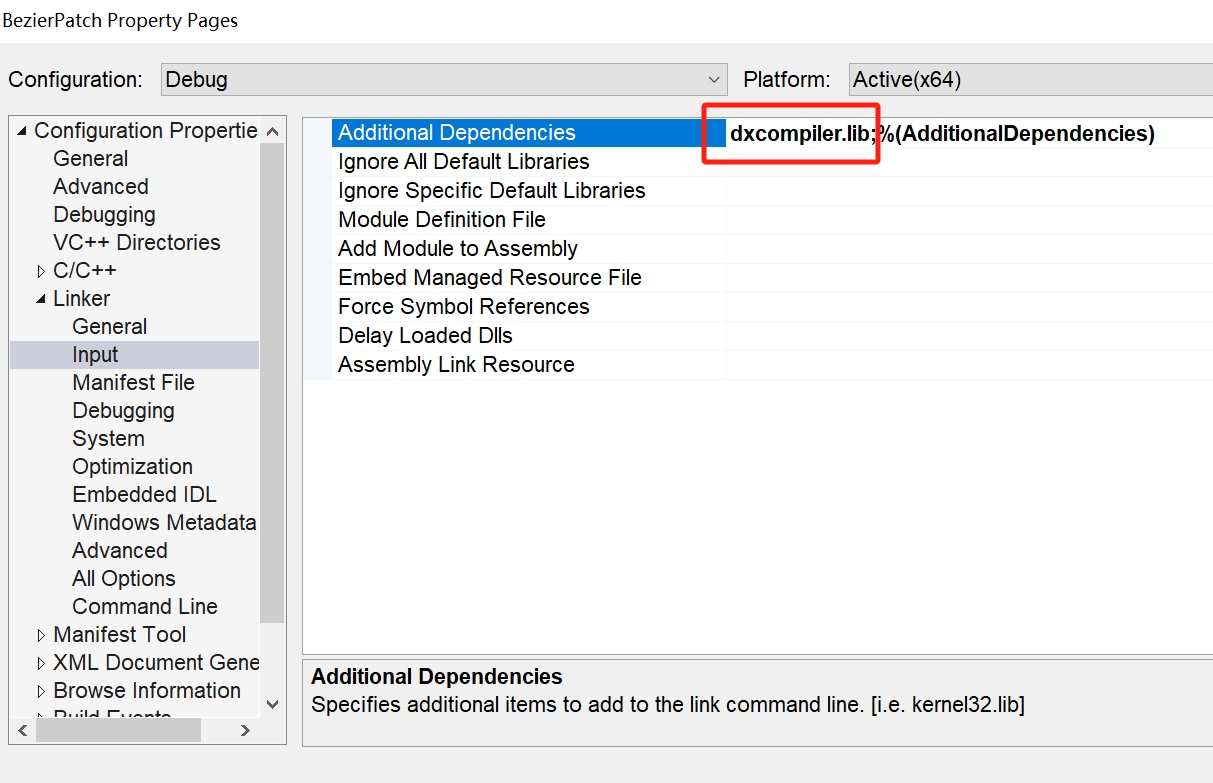 BezierPatch Property Pages
Configuration: Debug Platform: Active(x64)
Configuration Propertie
General
Advanced
Debugging
VC++ Directories
C/C++
Linker
General
Input
Manifest File
Debugging
System
Optimization
Embedded IDL
Windows Metadata
Advanced
All Options
Command Line
Manifest Tool
XML Document Gene
Browse Information
Build Events
Additional Dependencies dxcompiler.lib;%(AdditionalDependencies)
Ignore All Default Libraries
Ignore Specific Default Libraries
Module Definition File
Add Module to Assembly
Embed Managed Resource File
Force Symbol References
Delay Loaded Dlls
Assembly Link Resource
Additional Dependencies
Specifies additional items to add to the link command line. [i.e. kernel32.lib]